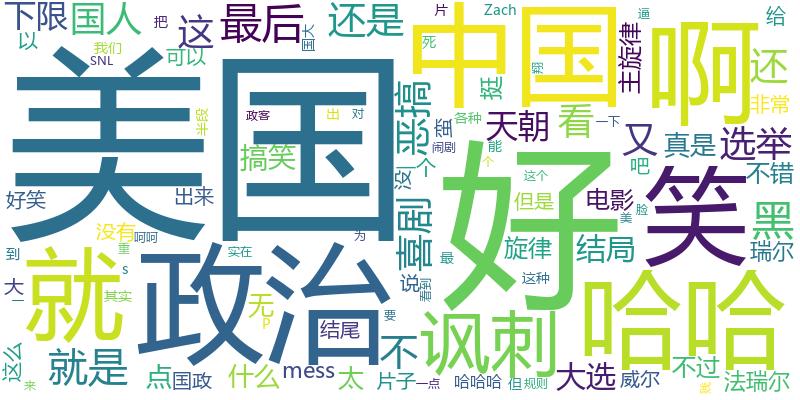 下限 国人 这 最后 还是 中国 啊 还 给
以 我们 SNL 把 可以 国大 片 死 Zach 逼 翔 主旋律 非常
美国 政客 半段 出 对 恶搞 挺 各种 一下
搞笑 没 个 蛮 天朝 看 又 真是 选举
闹剧 能 个 吧 不错
好笑 出来 喜剧 好 这个 但是 电影 美 脸 笑 黑
没有 呵呵 实在 为 最 旋律 结局 瑞尔
到 重 就 政治 说 看到 这种 哈哈
大 一 s 其实 无 P 结尾 要 讽刺
这么 就是 点 国政 什么 mess 太 不 片子 一点 哈哈哈 但 规则 大选 威尔 不过 法瑞尔
来